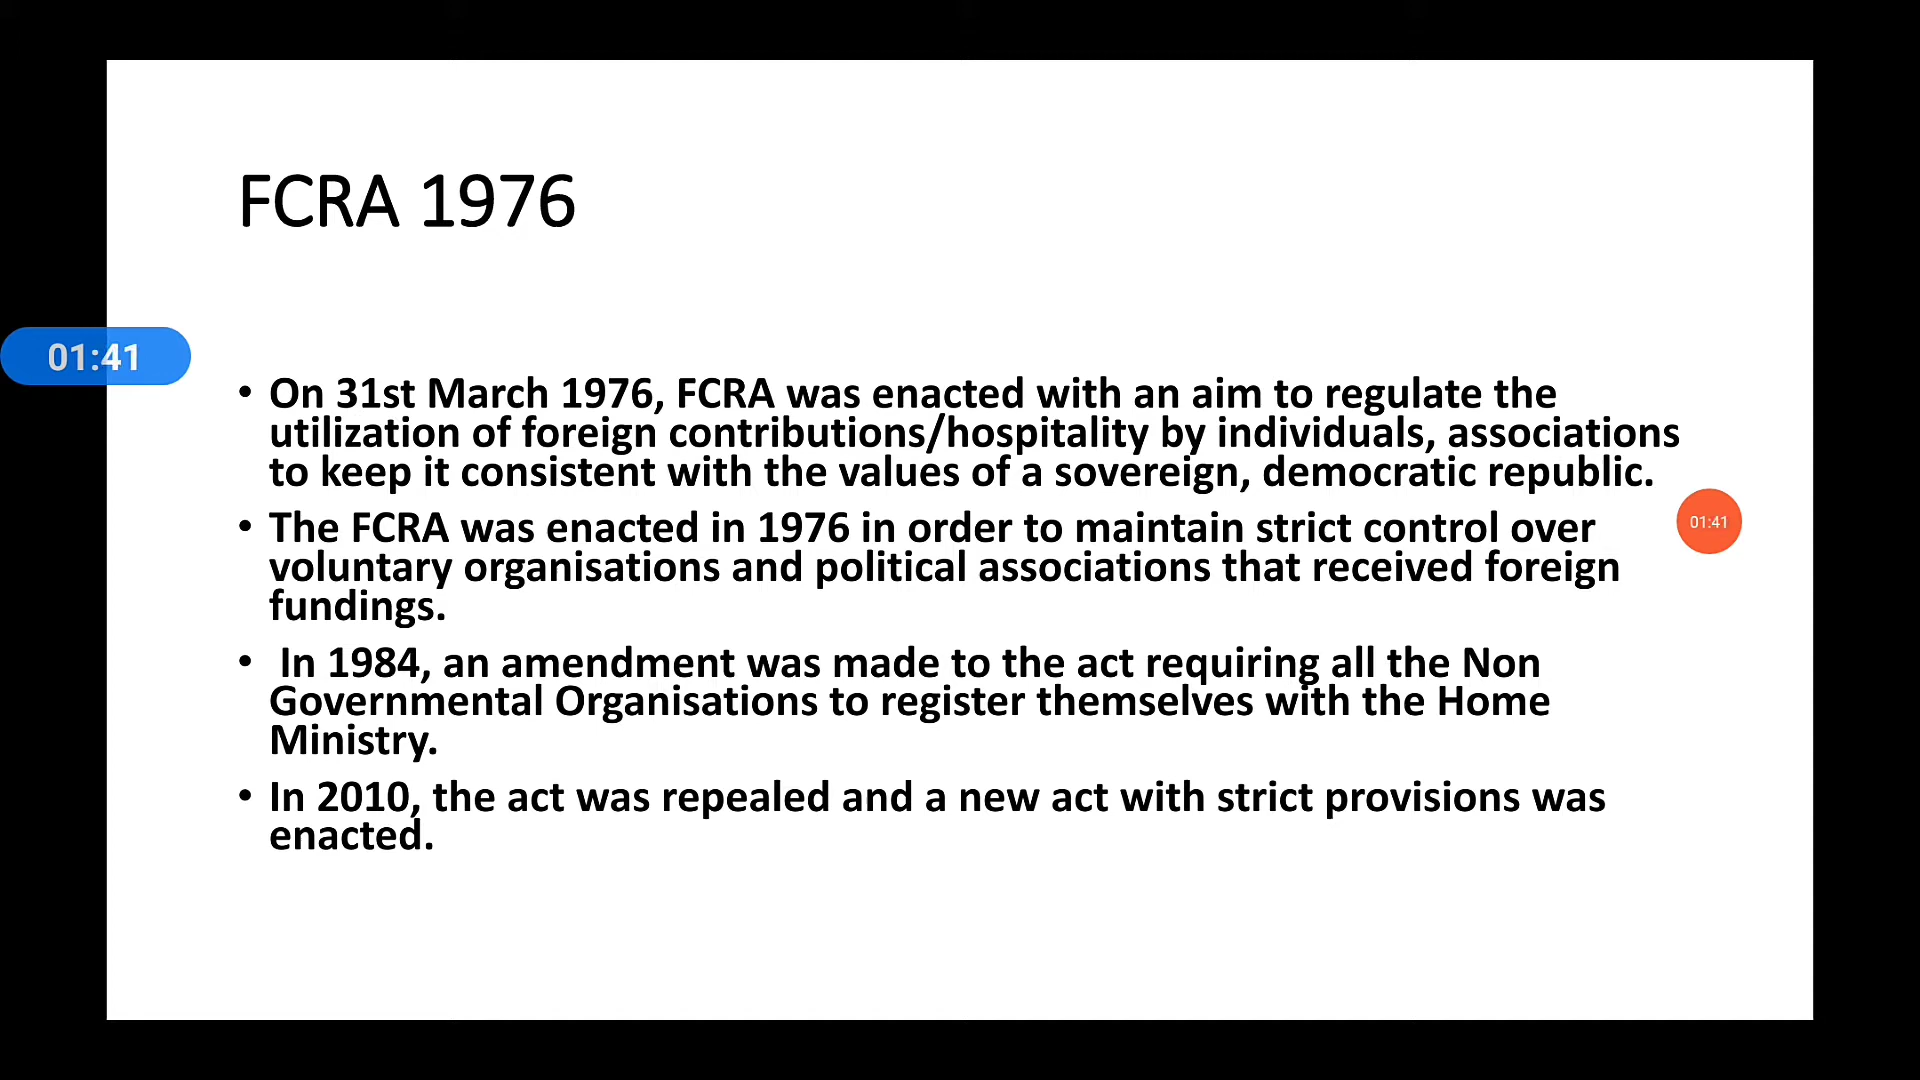 FCRA 1976
01:41
• On 31st March 1976, FCRA was enacted with an aim to regulate the
utilization of foreign contributions/hospitality by individuals, associations
to keep it consistent with the values of a sovereign, democratic republic.
• The FCRA was enacted in 1976 in order to maintain strict control over
01:41
voluntary organisations and political associations that received foreign
fundings.
• In 1984, an amendment was made to the act requiring all the Non
Governmental Organisations to register themselves with the Home
Ministry.
• In 2010, the act was repealed and a new act with strict provisions was
enacted.